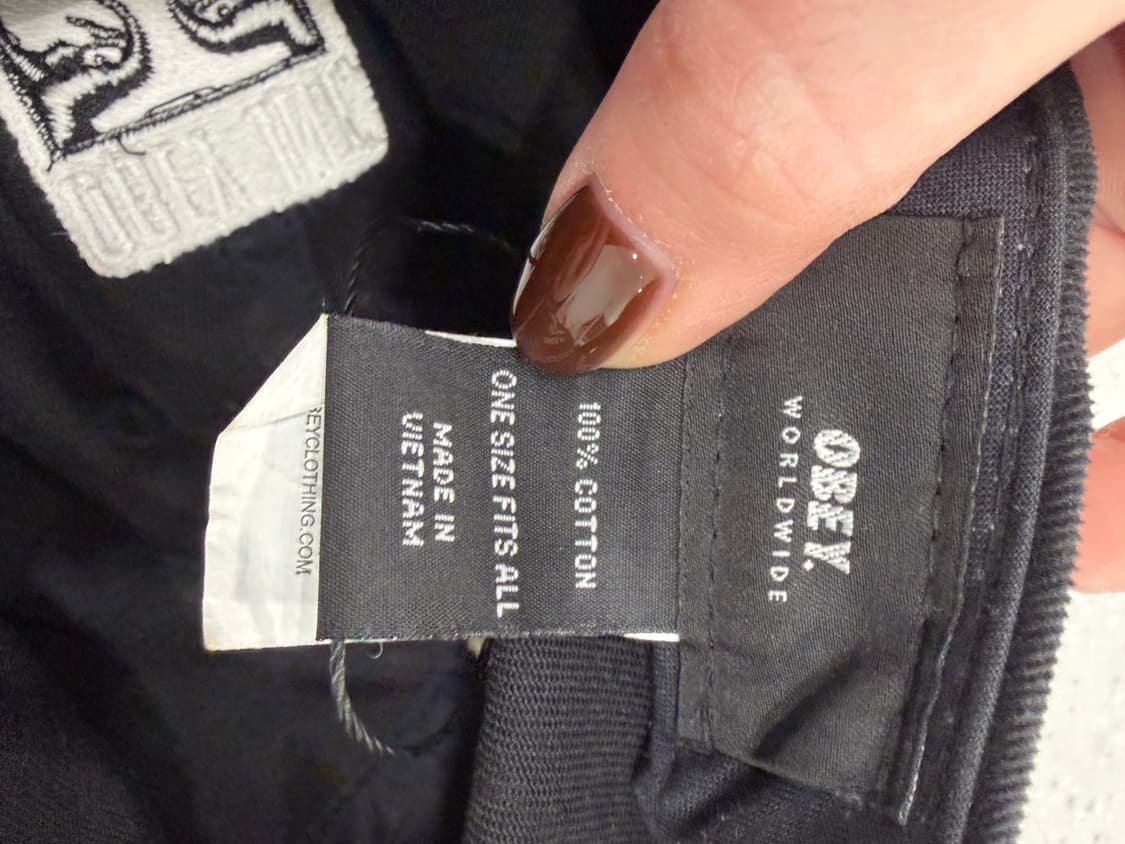 OBEY
WORLDWIDE
100% COTTON
ONE SIZE FITS ALL
MADE IN
VIETNAM
EYCLOTHING.COM